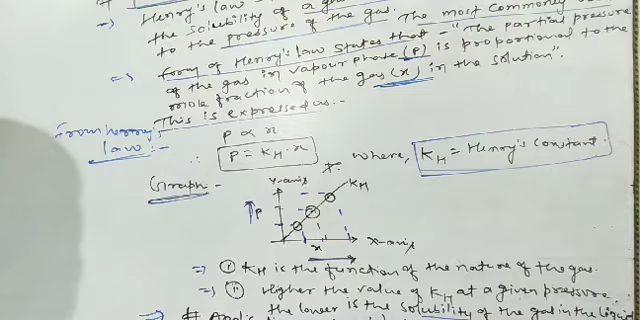 => Henry's law
the solubility of a gas
to the pressure of the gas. The most commonly
=> form of Henry's law states that - "The partial pressure
of the gas in vapour phase (p) is proportional to the
mole fraction of the gas (x) in the solution".
This is expressed as :-
From henry's
law :-
P ∝ x
∴ P = KH · x
where, KH = Henry's Constant.
Graph -
Y-axis
KH
↑P
x
X-axis
=> (i) KH is the function of the nature of the gas.
=> (ii) Higher the value of KH at a given pressure
the lower is the solubility of the gas in the liquid